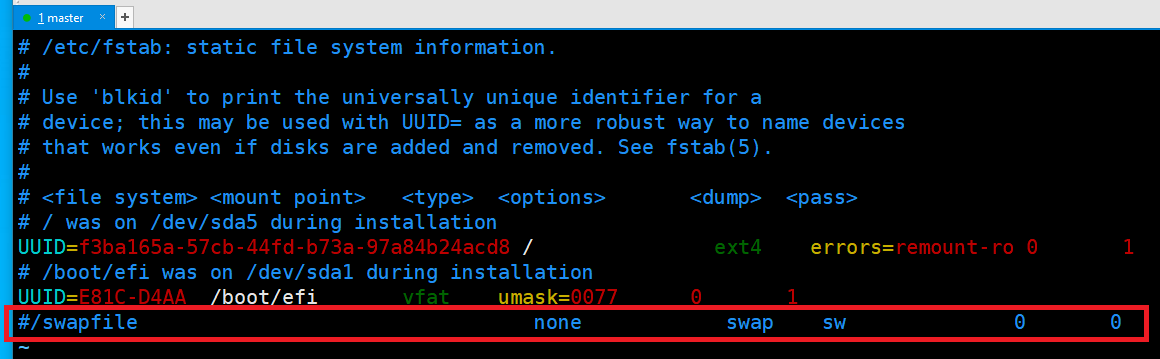 1 master × +
# /etc/fstab: static file system information.
#
# Use 'blkid' to print the universally unique identifier for a
# device; this may be used with UUID= as a more robust way to name devices
# that works even if disks are added and removed. See fstab(5).
#
# <file system> <mount point>   <type>  <options>       <dump>  <pass>
# / was on /dev/sda5 during installation
UUID=f3ba165a-57cb-44fd-b73a-97a84b24acd8 /               ext4    errors=remount-ro 0       1
# /boot/efi was on /dev/sda1 during installation
UUID=E81C-D4AA  /boot/efi       vfat    umask=0077      0       1
#/swapfile                                 none            swap    sw              0       0
~